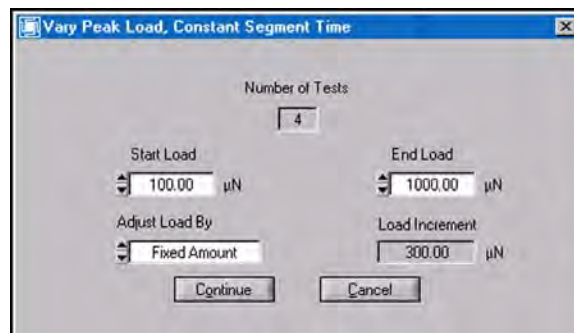 Vary Peak Load, Constant Segment Time
Number of Tests
4
Start Load End Load
100.00 µN 1000.00 µN
Adjust Load By Load Increment
Fixed Amount 300.00 µN
Continue Cancel